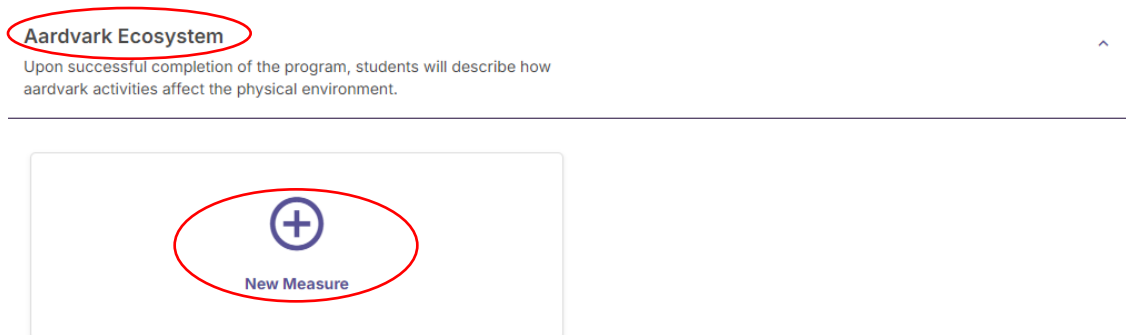 Aardvark Ecosystem
Upon successful completion of the program, students will describe how
aardvark activities affect the physical environment.
New Measure